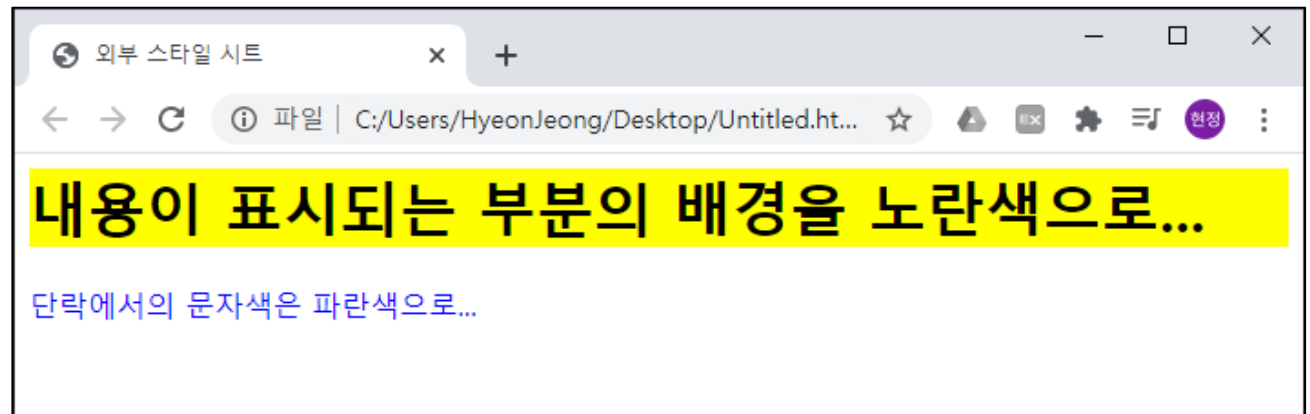 외부 스타일 시트
파일 | C:/Users/HyeonJeong/Desktop/Untitled.ht... EX 현정
내용이 표시되는 부분의 배경을 노란색으로...
단락에서의 문자색은 파란색으로...